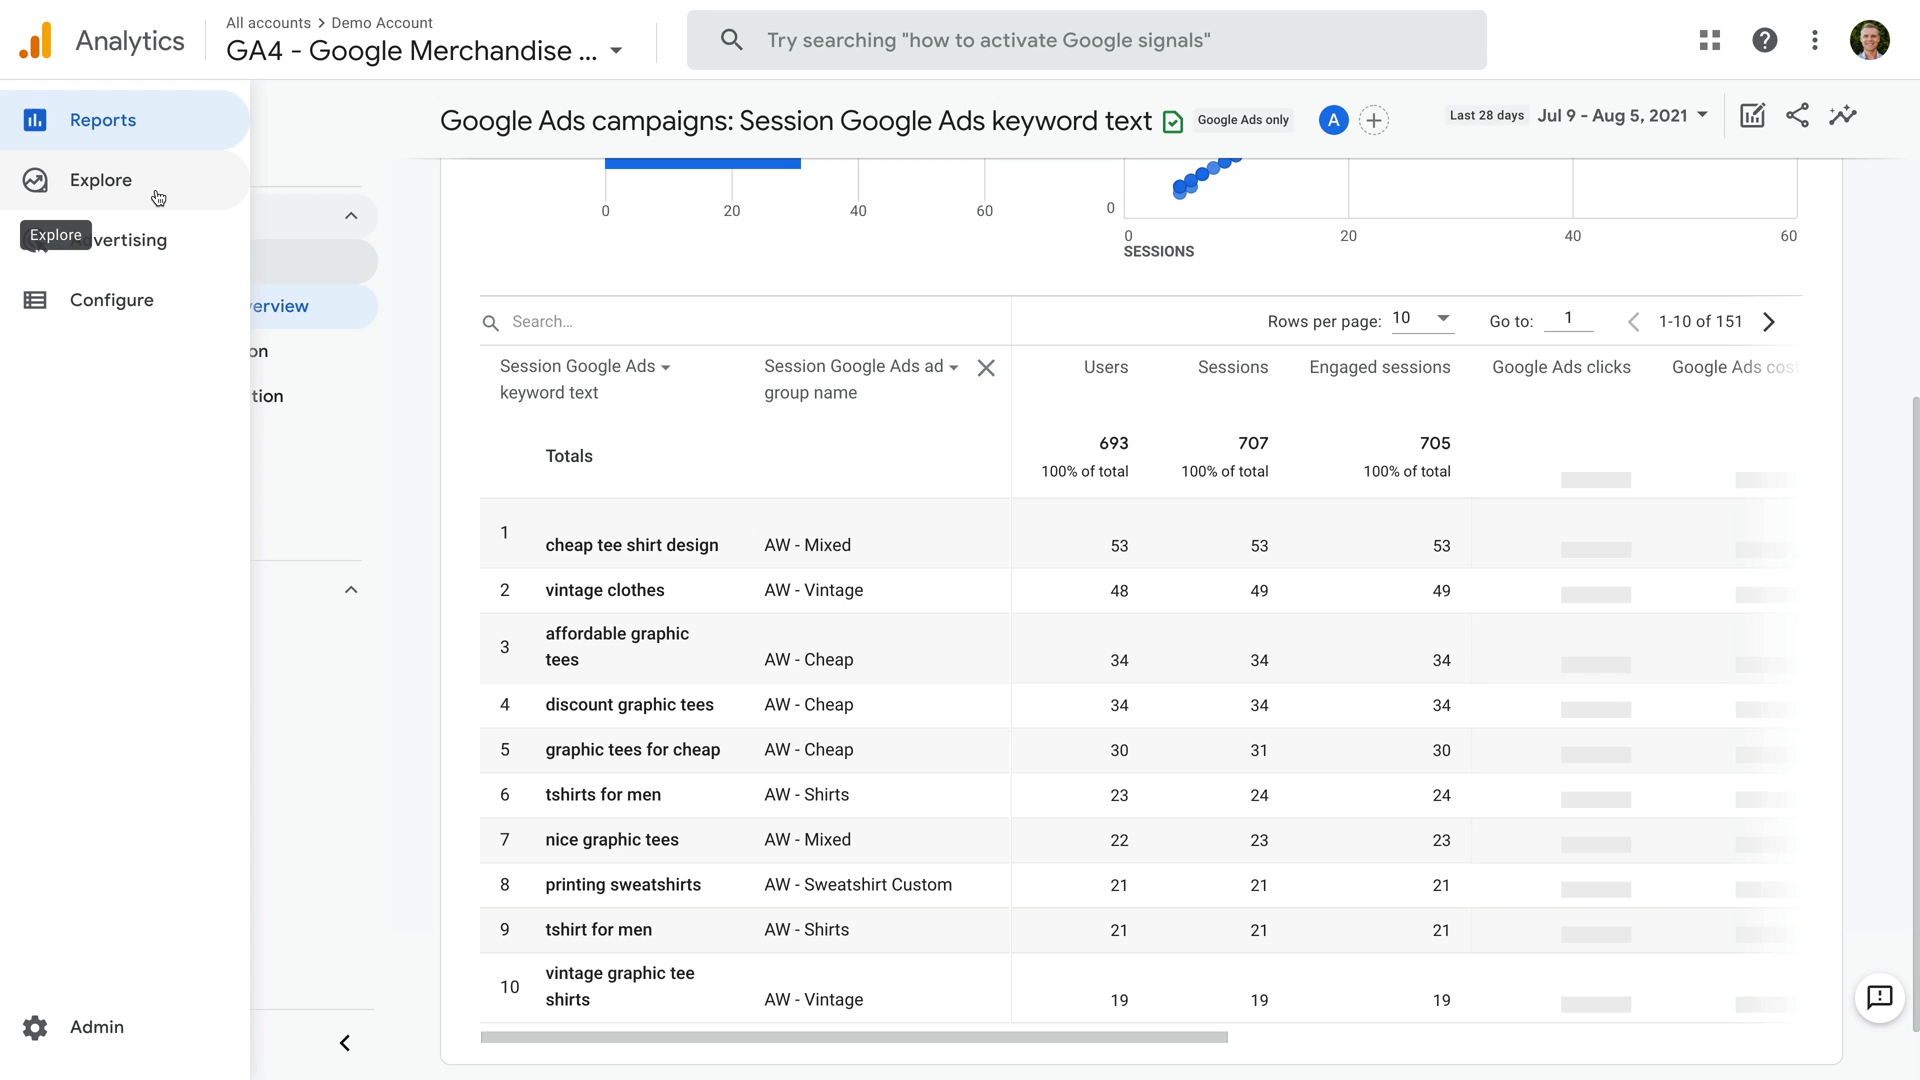 Analytics
All accounts > Demo Account
GA4 - Google Merchandise ...
Try searching "how to activate Google signals"
Reports
Explore
Explore
vertising
Configure
erview
on
tion
Admin
Google Ads campaigns: Session Google Ads keyword text
Google Ads only
A
Last 28 days
Jul 9 - Aug 5, 2021
0 20 40 60
0
0 20 40 60
SESSIONS
Search...
Rows per page: 10
Go to: 1
1-10 of 151
Session Google Ads
keyword text
Session Google Ads ad
group name
Users Sessions Engaged sessions Google Ads clicks Google Ads cost
Totals
693 707 705
100% of total 100% of total 100% of total
1 cheap tee shirt design AW - Mixed 53 53 53
2 vintage clothes AW - Vintage 48 49 49
3 affordable graphic
tees AW - Cheap 34 34 34
4 discount graphic tees AW - Cheap 34 34 34
5 graphic tees for cheap AW - Cheap 30 31 30
6 tshirts for men AW - Shirts 23 24 24
7 nice graphic tees AW - Mixed 22 23 23
8 printing sweatshirts AW - Sweatshirt Custom 21 21 21
9 tshirt for men AW - Shirts 21 21 21
10 vintage graphic tee
shirts AW - Vintage 19 19 19